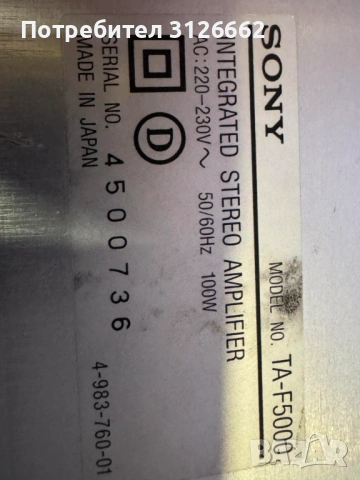 Потребител 3126662
SONY
MODEL NO. TA-F5000
INTEGRATED STEREO AMPLIFIER
AC: 220-230V~ 50/60Hz 100W
D
SERIAL NO. 4500736
MADE IN JAPAN
4-983-760-01
BAZAR